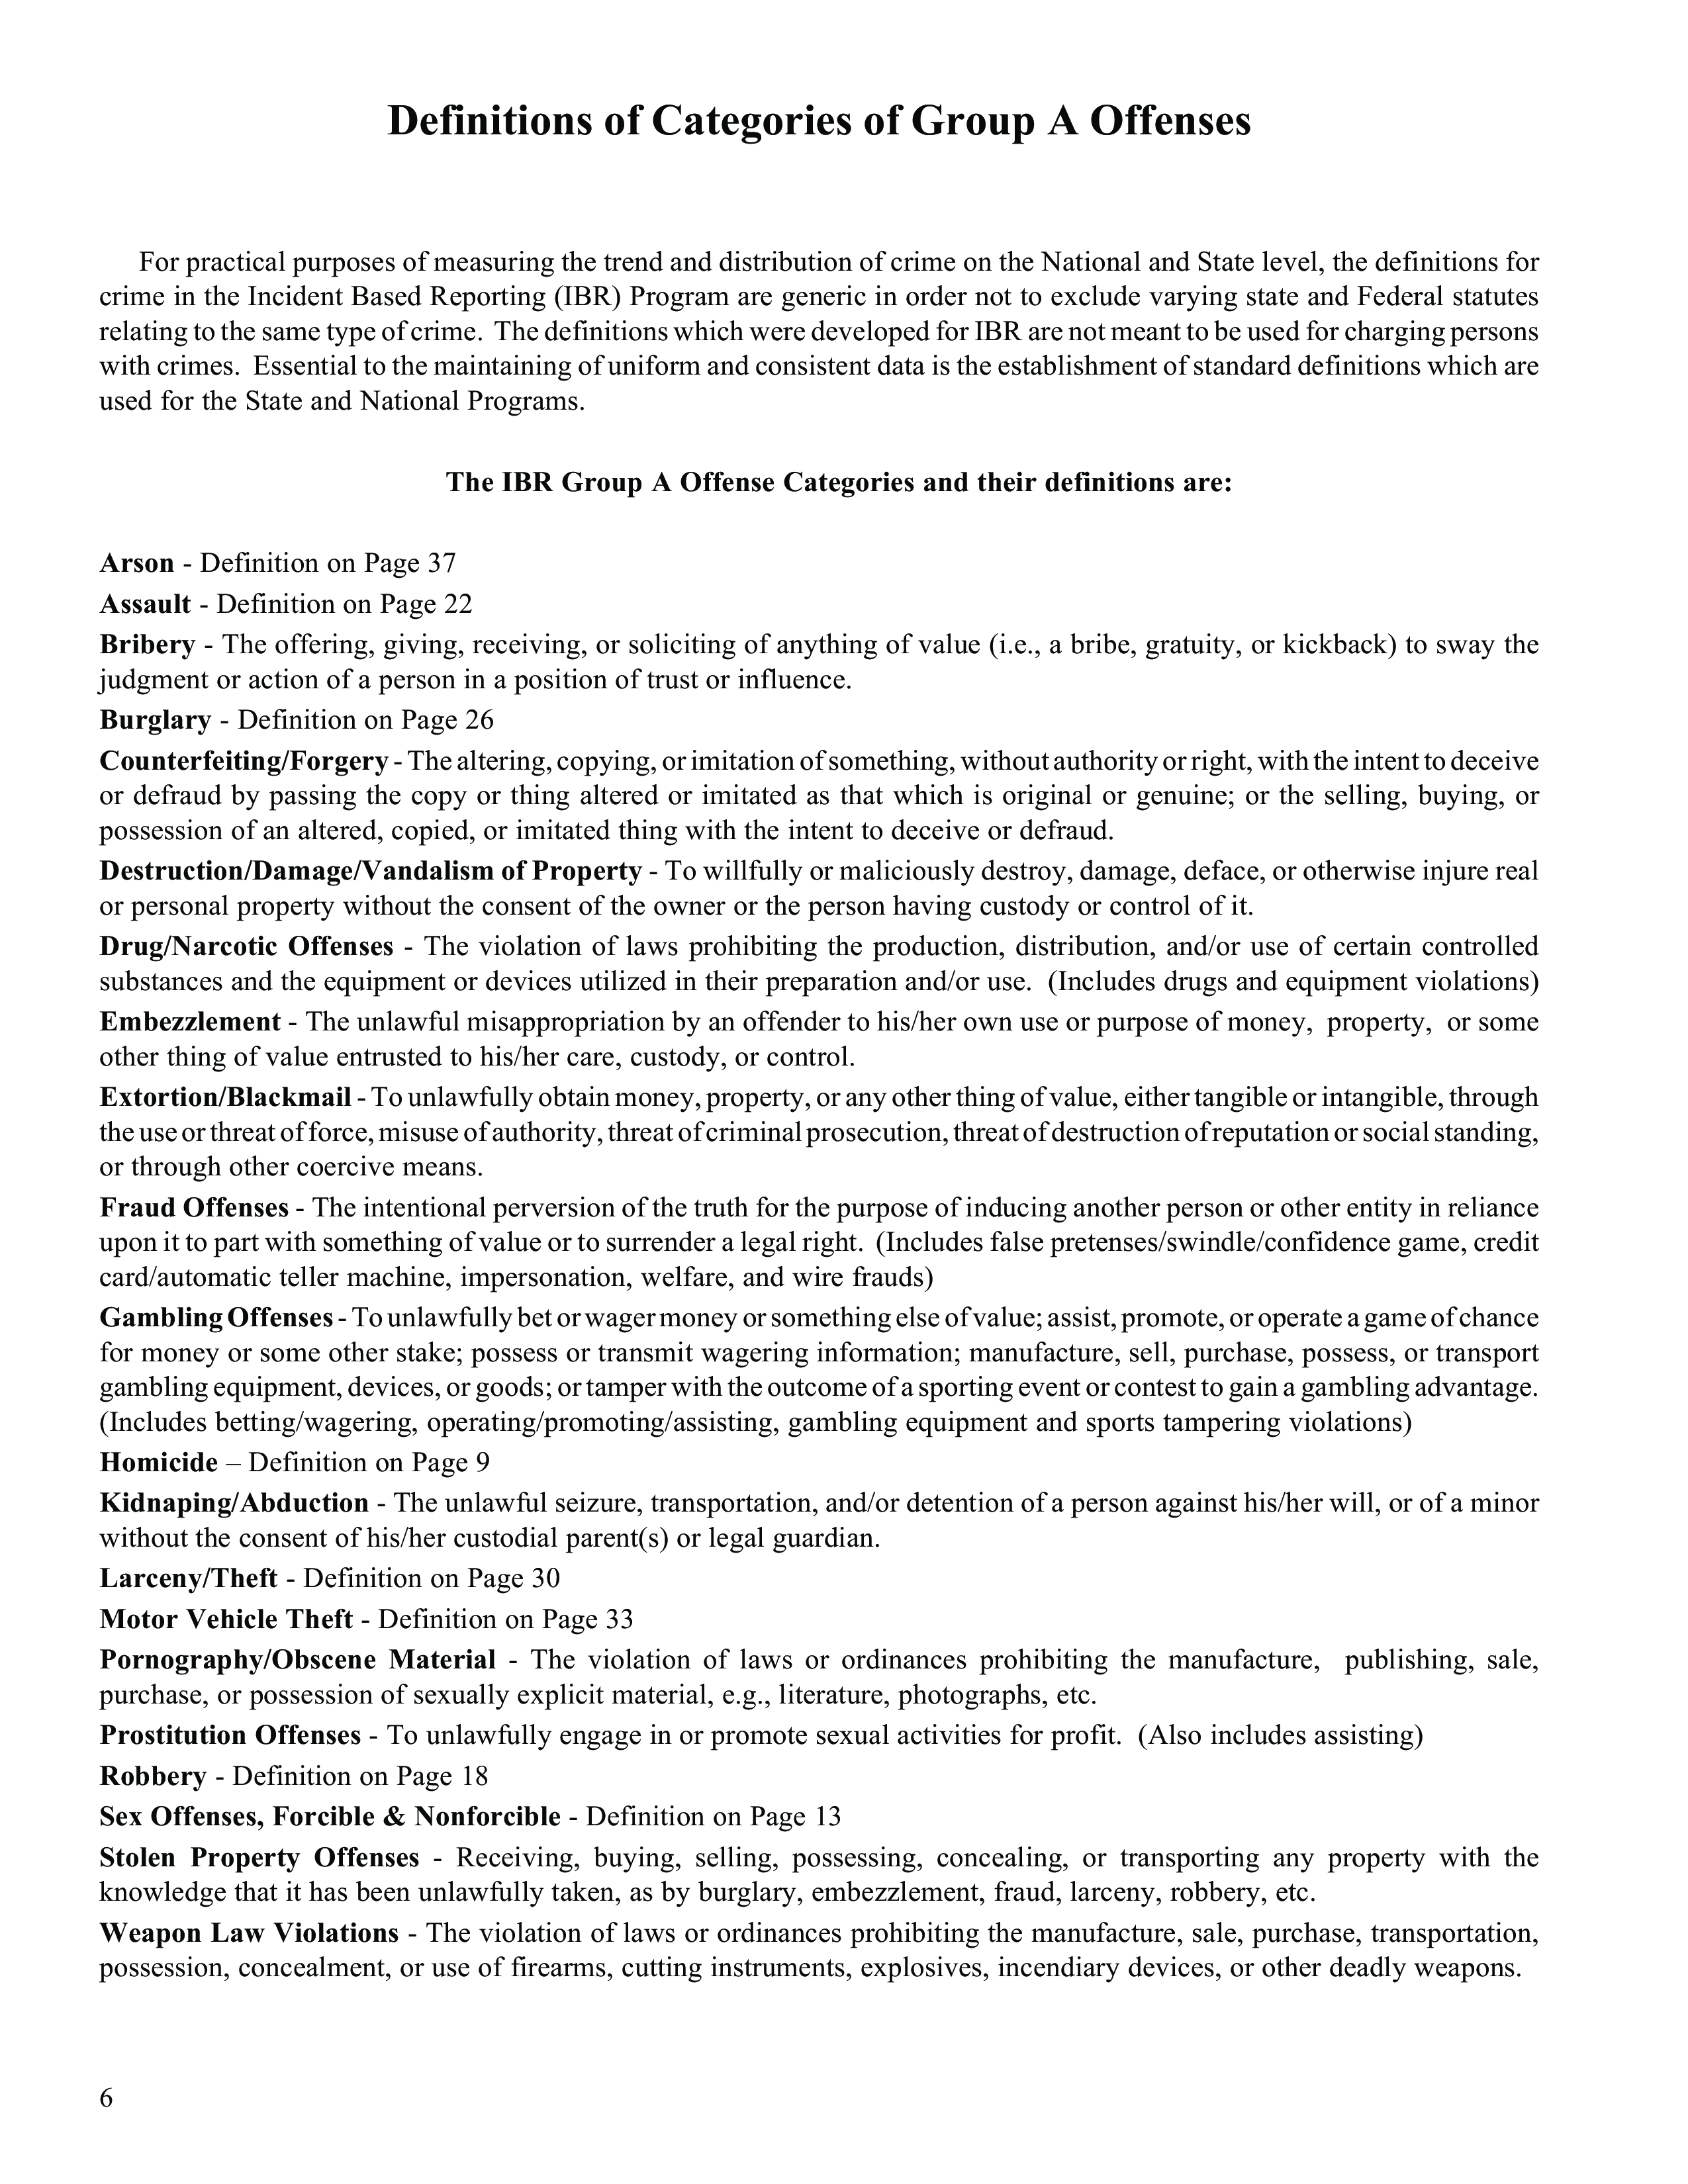 Definitions of Categories of Group A Offenses
For practical purposes of measuring the trend and distribution of crime on the National and State level, the definitions for
crime in the Incident Based Reporting (IBR) Program are generic in order not to exclude varying state and Federal statutes
relating to the same type of crime. The definitions which were developed for IBR are not meant to be used for charging persons
with crimes. Essential to the maintaining of uniform and consistent data is the establishment of standard definitions which are
used for the State and National Programs.
The IBR Group A Offense Categories and their definitions are:
Arson - Definition on Page 37
Assault - Definition on Page 22
Bribery - The offering, giving, receiving, or soliciting of anything of value (i.e., a bribe, gratuity, or kickback) to sway the
judgment or action of a person in a position of trust or influence.
Burglary - Definition on Page 26
Counterfeiting/Forgery - The altering, copying, or imitation of something, without authority or right, with the intent to deceive
or defraud by passing the copy or thing altered or imitated as that which is original or genuine; or the selling, buying, or
possession of an altered, copied, or imitated thing with the intent to deceive or defraud.
Destruction/Damage/Vandalism of Property - To willfully or maliciously destroy, damage, deface, or otherwise injure real
or personal property without the consent of the owner or the person having custody or control of it.
Drug/Narcotic Offenses - The violation of laws prohibiting the production, distribution, and/or use of certain controlled
substances and the equipment or devices utilized in their preparation and/or use. (Includes drugs and equipment violations)
Embezzlement - The unlawful misappropriation by an offender to his/her own use or purpose of money, property, or some
other thing of value entrusted to his/her care, custody, or control.
Extortion/Blackmail - To unlawfully obtain money, property, or any other thing of value, either tangible or intangible, through
the use or threat of force, misuse of authority, threat of criminal prosecution, threat of destruction of reputation or social standing,
or through other coercive means.
Fraud Offenses - The intentional perversion of the truth for the purpose of inducing another person or other entity in reliance
upon it to part with something of value or to surrender a legal right. (Includes false pretenses/swindle/confidence game, credit
card/automatic teller machine, impersonation, welfare, and wire frauds)
Gambling Offenses - To unlawfully bet or wager money or something else of value; assist, promote, or operate a game of chance
for money or some other stake; possess or transmit wagering information; manufacture, sell, purchase, possess, or transport
gambling equipment, devices, or goods; or tamper with the outcome of a sporting event or contest to gain a gambling advantage.
(Includes betting/wagering, operating/promoting/assisting, gambling equipment and sports tampering violations)
Homicide – Definition on Page 9
Kidnaping/Abduction - The unlawful seizure, transportation, and/or detention of a person against his/her will, or of a minor
without the consent of his/her custodial parent(s) or legal guardian.
Larceny/Theft - Definition on Page 30
Motor Vehicle Theft - Definition on Page 33
Pornography/Obscene Material - The violation of laws or ordinances prohibiting the manufacture, publishing, sale,
purchase, or possession of sexually explicit material, e.g., literature, photographs, etc.
Prostitution Offenses - To unlawfully engage in or promote sexual activities for profit. (Also includes assisting)
Robbery - Definition on Page 18
Sex Offenses, Forcible & Nonforcible - Definition on Page 13
Stolen Property Offenses - Receiving, buying, selling, possessing, concealing, or transporting any property with the
knowledge that it has been unlawfully taken, as by burglary, embezzlement, fraud, larceny, robbery, etc.
Weapon Law Violations - The violation of laws or ordinances prohibiting the manufacture, sale, purchase, transportation,
possession, concealment, or use of firearms, cutting instruments, explosives, incendiary devices, or other deadly weapons.
6